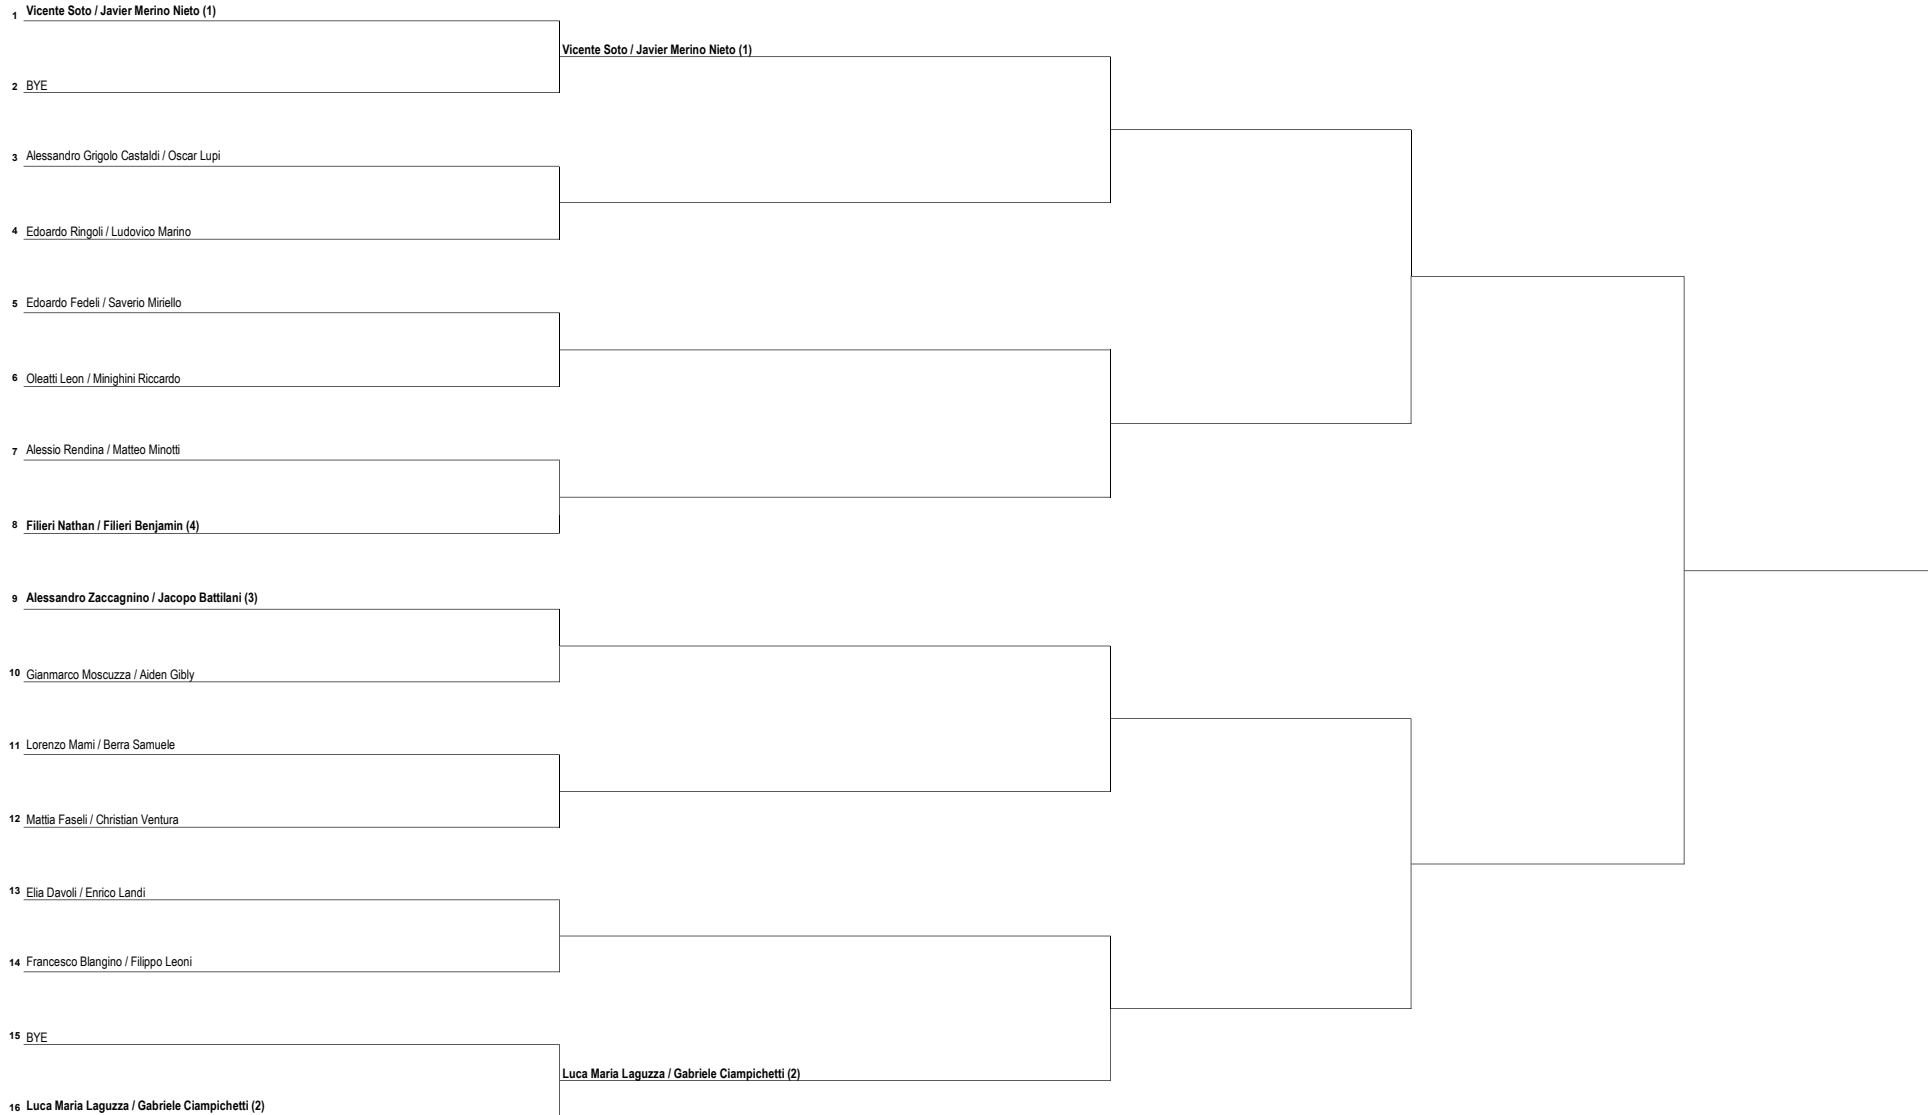 1 Vicente Soto / Javier Merino Nieto (1)
Vicente Soto / Javier Merino Nieto (1)
2 BYE
3 Alessandro Grigolo Castaldi / Oscar Lupi
4 Edoardo Ringoli / Ludovico Marino
5 Edoardo Fedeli / Saverio Miriello
6 Oleatti Leon / Minighini Riccardo
7 Alessio Rendina / Matteo Minotti
8 Filieri Nathan / Filieri Benjamin (4)
9 Alessandro Zaccagnino / Jacopo Battilani (3)
10 Gianmarco Moscuzza / Aiden Gibly
11 Lorenzo Mami / Berra Samuele
12 Mattia Faseli / Christian Ventura
13 Elia Davoli / Enrico Landi
14 Francesco Blangino / Filippo Leoni
15 BYE
Luca Maria Laguzza / Gabriele Ciampichetti (2)
16 Luca Maria Laguzza / Gabriele Ciampichetti (2)